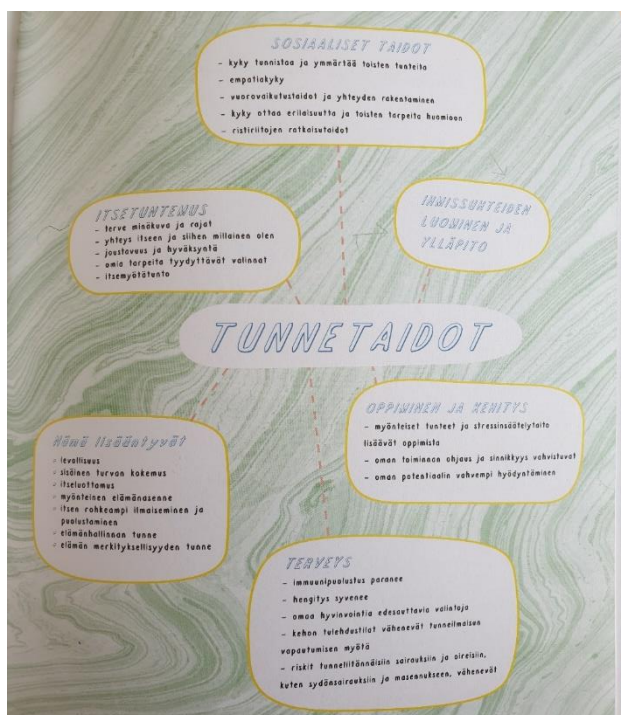 SOSIAALISET TAIDOT
- kyky tunnistaa ja ymmärtää toisten tunteita
- empatiakyky
- vuorovaikutustaidot ja yhteyden rakentaminen
- kyky ottaa erilaisuutta ja toisten tarpeita huomioon
- ristiriitojen ratkaisutaidot
ITSETUNTEMUS
- terve minäkuva ja rajat
- yhteys itseen ja siihen millainen olen
- joustavuus ja hyväksyntä
- omia tarpeita tyydyttävät valinnat
- itsemyötätunto
IHMISSUHTEIDEN
LUOMINEN JA
YLLÄPITO
TUNNETAIDOT
OPPIMINEN JA KEHITYS
- myönteiset tunteet ja stressinsäätelytaito
lisäävät oppimista
- oman toiminnan ohjaus ja sinnikkyys vahvistuvat
- oman potentiaalin vahvempi hyödyntäminen
Nämä lisääntyvät
- levollisuus
- sisäinen turvan kokemus
- itseluottamus
- myönteinen elämänasenne
- itsen rohkeampi ilmaiseminen ja
puolustaminen
- elämänhallinnan tunne
- elämän merkityksellisyyden tunne
TERVEYS
- immuunipuolustus paranee
- hengitys syvenee
- omaa hyvinvointia edesauttavia valintoja
- kehon tulehdustilat vähenevät tunneilmaisun
vapautumisen myötä
- riskit tunneliitännäisiin sairauksiin ja oireisiin,
kuten sydänsairauksiin ja masennukseen, vähenevät